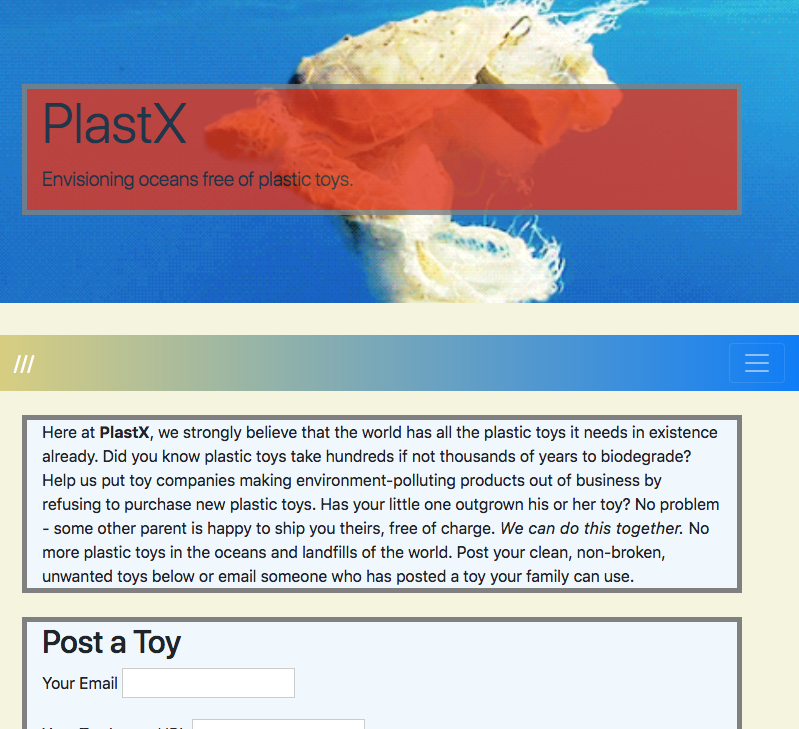 PlastX
Envisioning oceans free of plastic toys.
///
Here at PlastX, we strongly believe that the world has all the plastic toys it needs in existence
already. Did you know plastic toys take hundreds if not thousands of years to biodegrade?
Help us put toy companies making environment-polluting products out of business by
refusing to purchase new plastic toys. Has your little one outgrown his or her toy? No problem
- some other parent is happy to ship you theirs, free of charge. We can do this together. No
more plastic toys in the oceans and landfills of the world. Post your clean, non-broken,
unwanted toys below or email someone who has posted a toy your family can use.
Post a Toy
Your Email